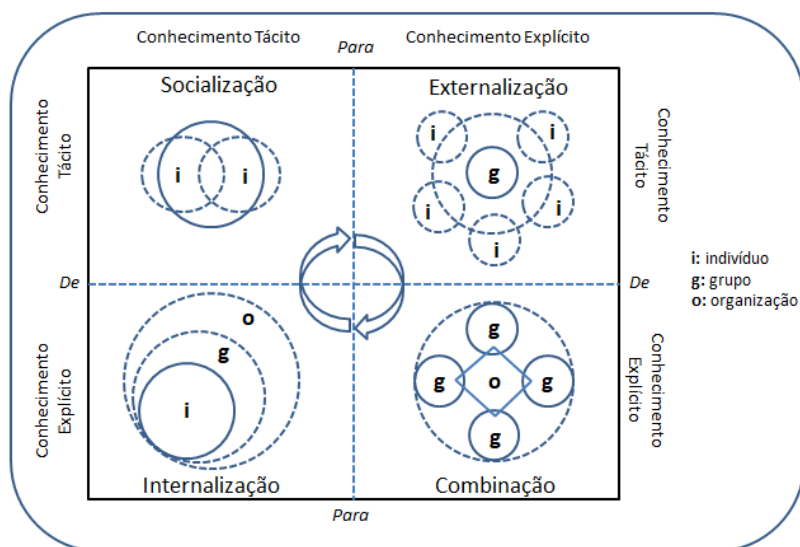 Conhecimento Tácito
Para
Conhecimento Explícito
Socialização
Externalização
Conhecimento
Tácito
i
i
i
i
g
i
i
i
Conhecimento
Tácito
De
De
i: indivíduo
g: grupo
o: organização
Conhecimento
Explícito
o
g
i
g
g
o
g
g
Conhecimento
Explícito
Internalização
Combinação
Para